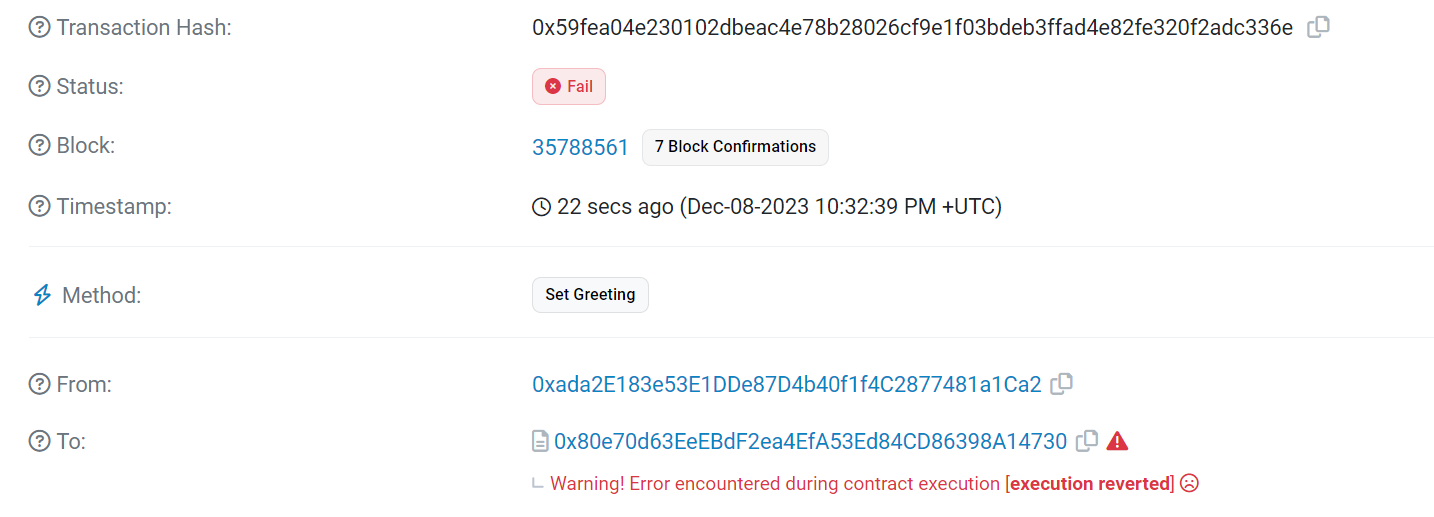 Transaction Hash: 0x59fea04e230102dbeac4e78b28026cf9e1f03bdeb3ffad4e82fe320f2adc336e
Status: Fail
Block: 35788561 7 Block Confirmations
Timestamp: 22 secs ago (Dec-08-2023 10:32:39 PM +UTC)
Method: Set Greeting
From: 0xada2E183e53E1DDe87D4b40f1f4C2877481a1Ca2
To: 0x80e70d63EeEBdF2ea4EfA53Ed84CD86398A14730
Warning! Error encountered during contract execution [execution reverted]